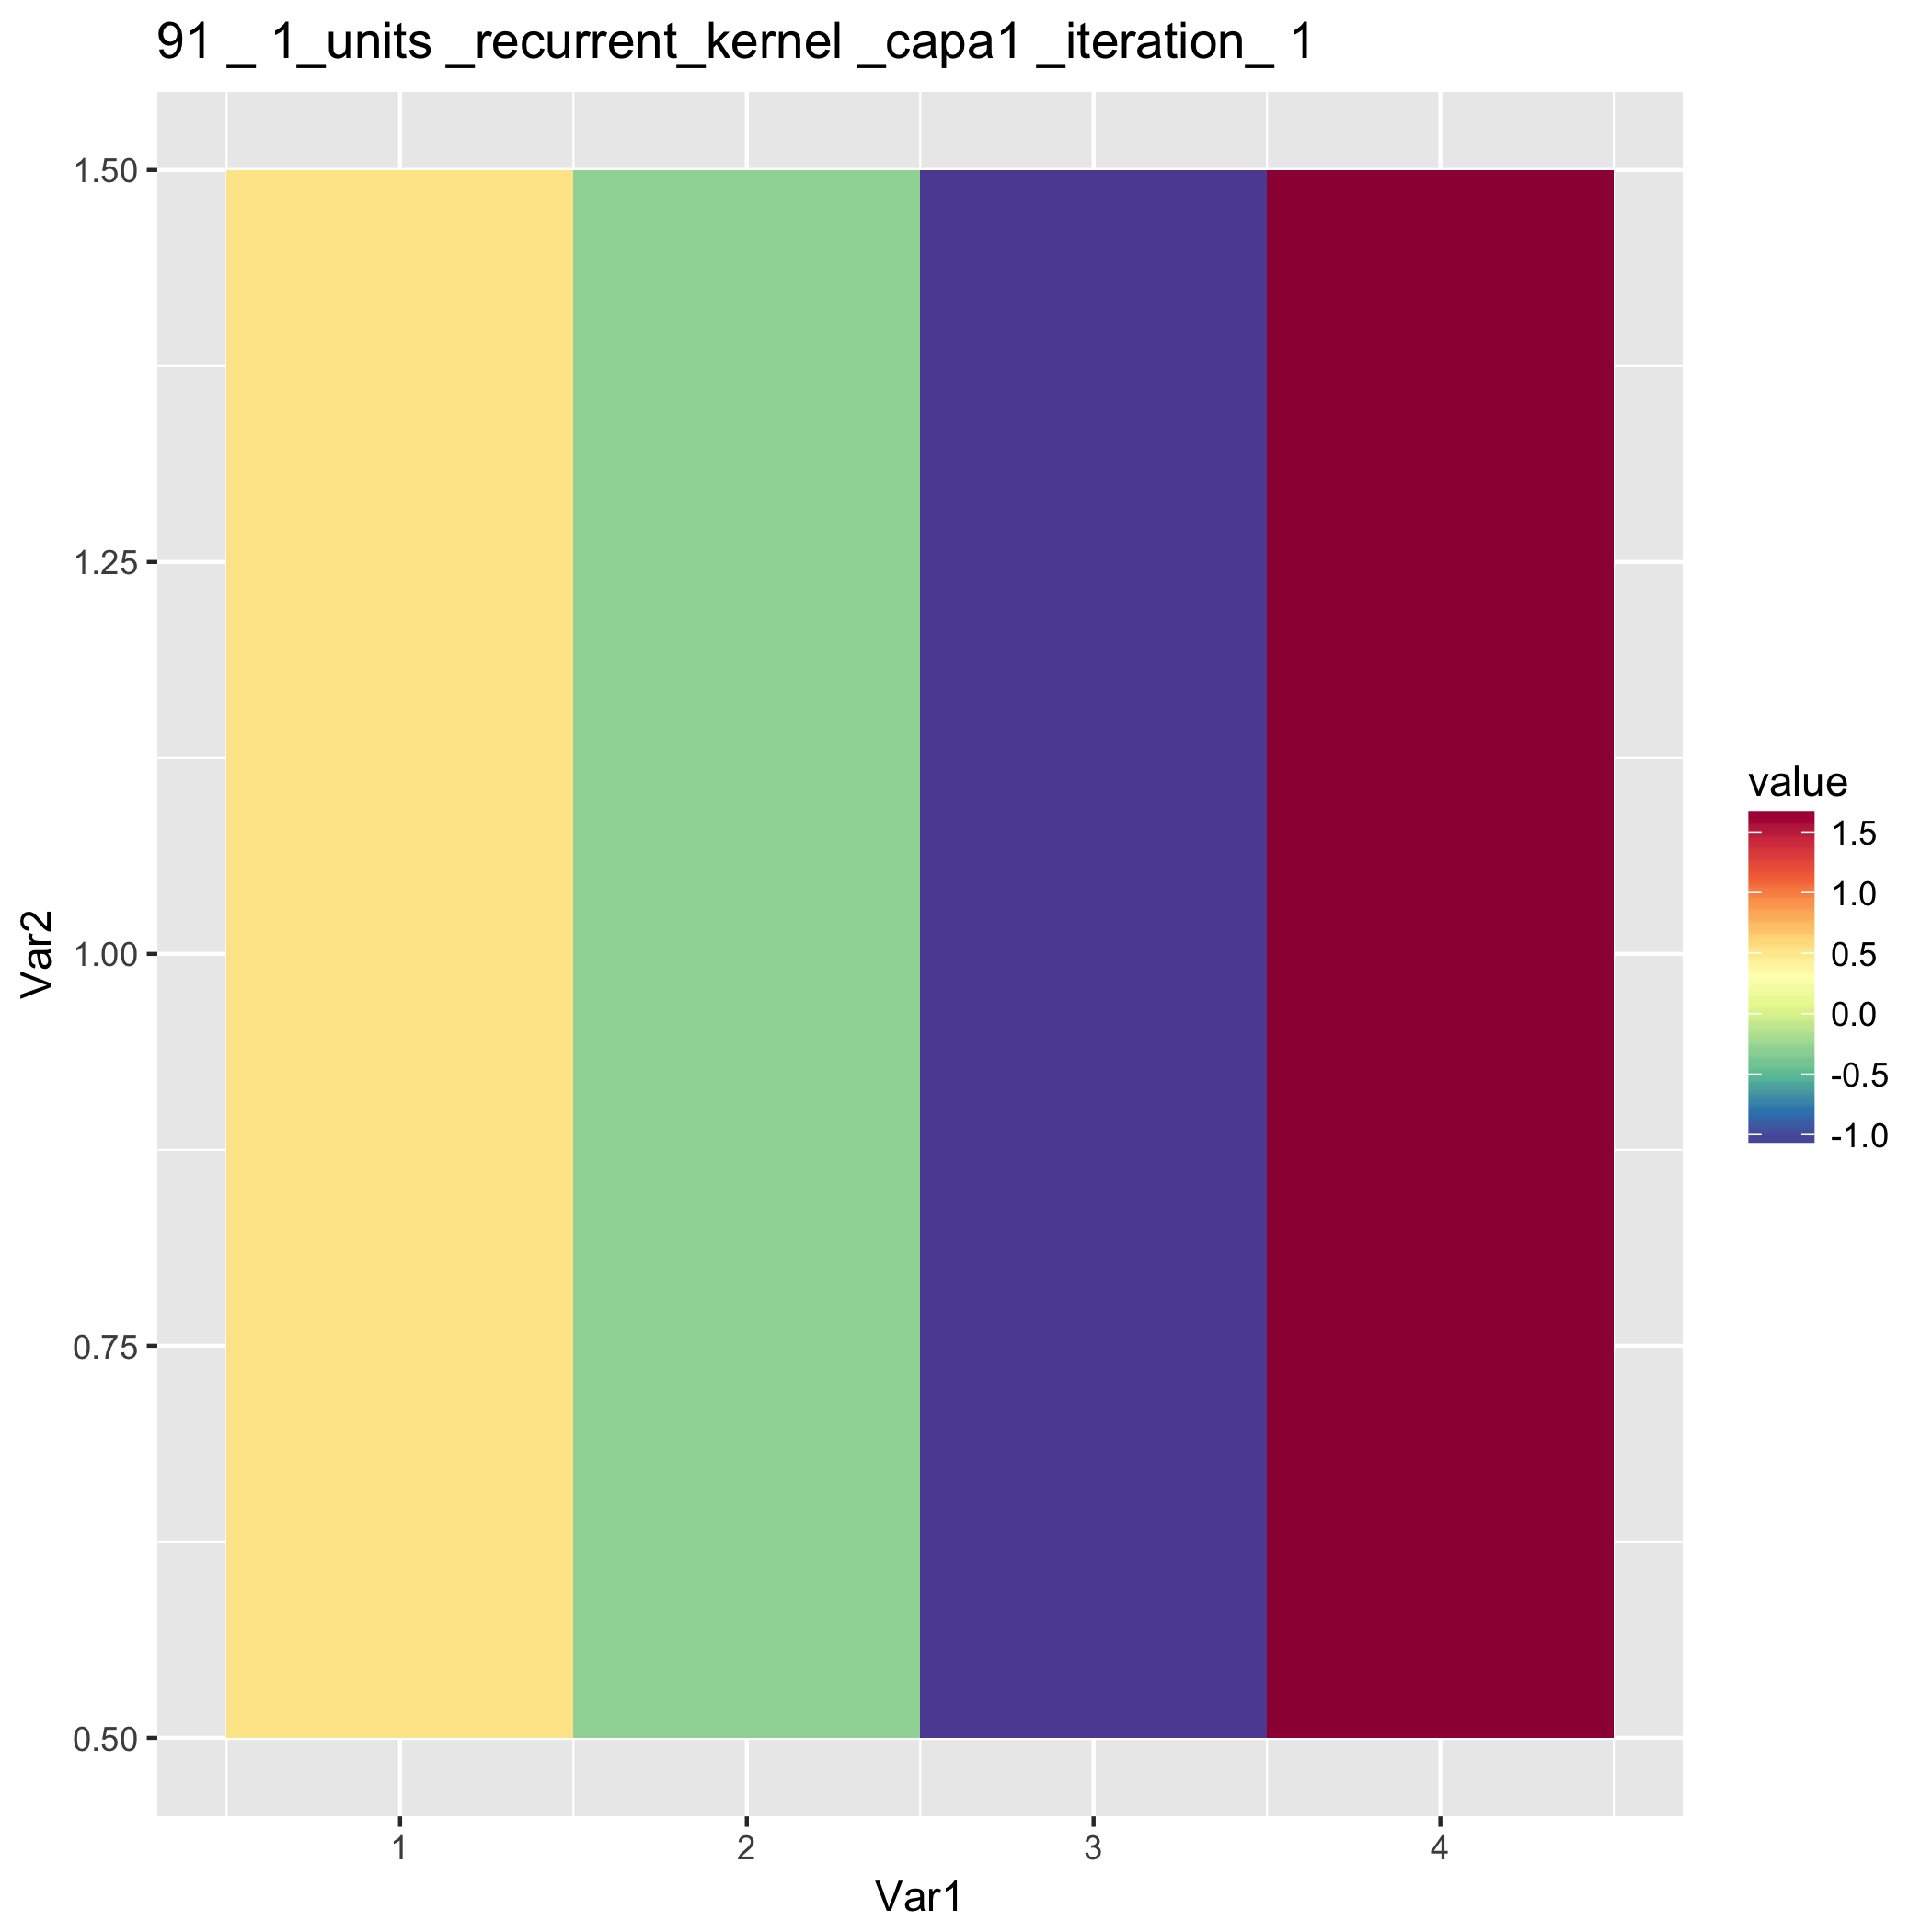 91 _ 1_units _recurrent_kernel _capa1 _iteration_ 1
1.50
1.25
1.00
0.75
0.50
Var2
1 2 3 4
Var1
value
1.5
1.0
0.5
0.0
-0.5
-1.0